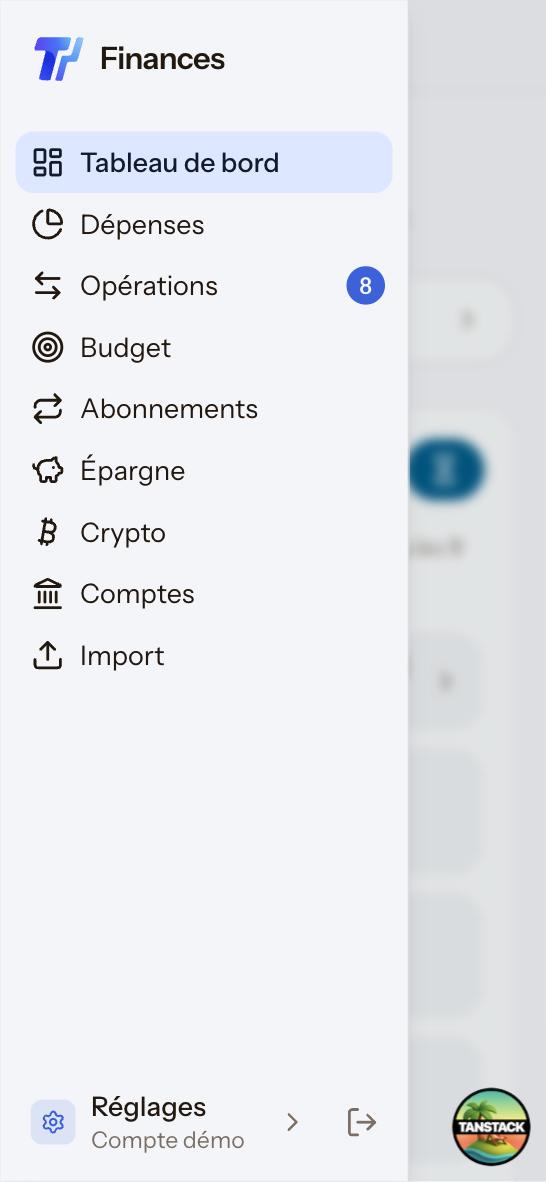 Finances
Tableau de bord
Dépenses
Opérations
8
Budget
Abonnements
Épargne
Crypto
Comptes
Import
Réglages
Compte démo
TANSTACK